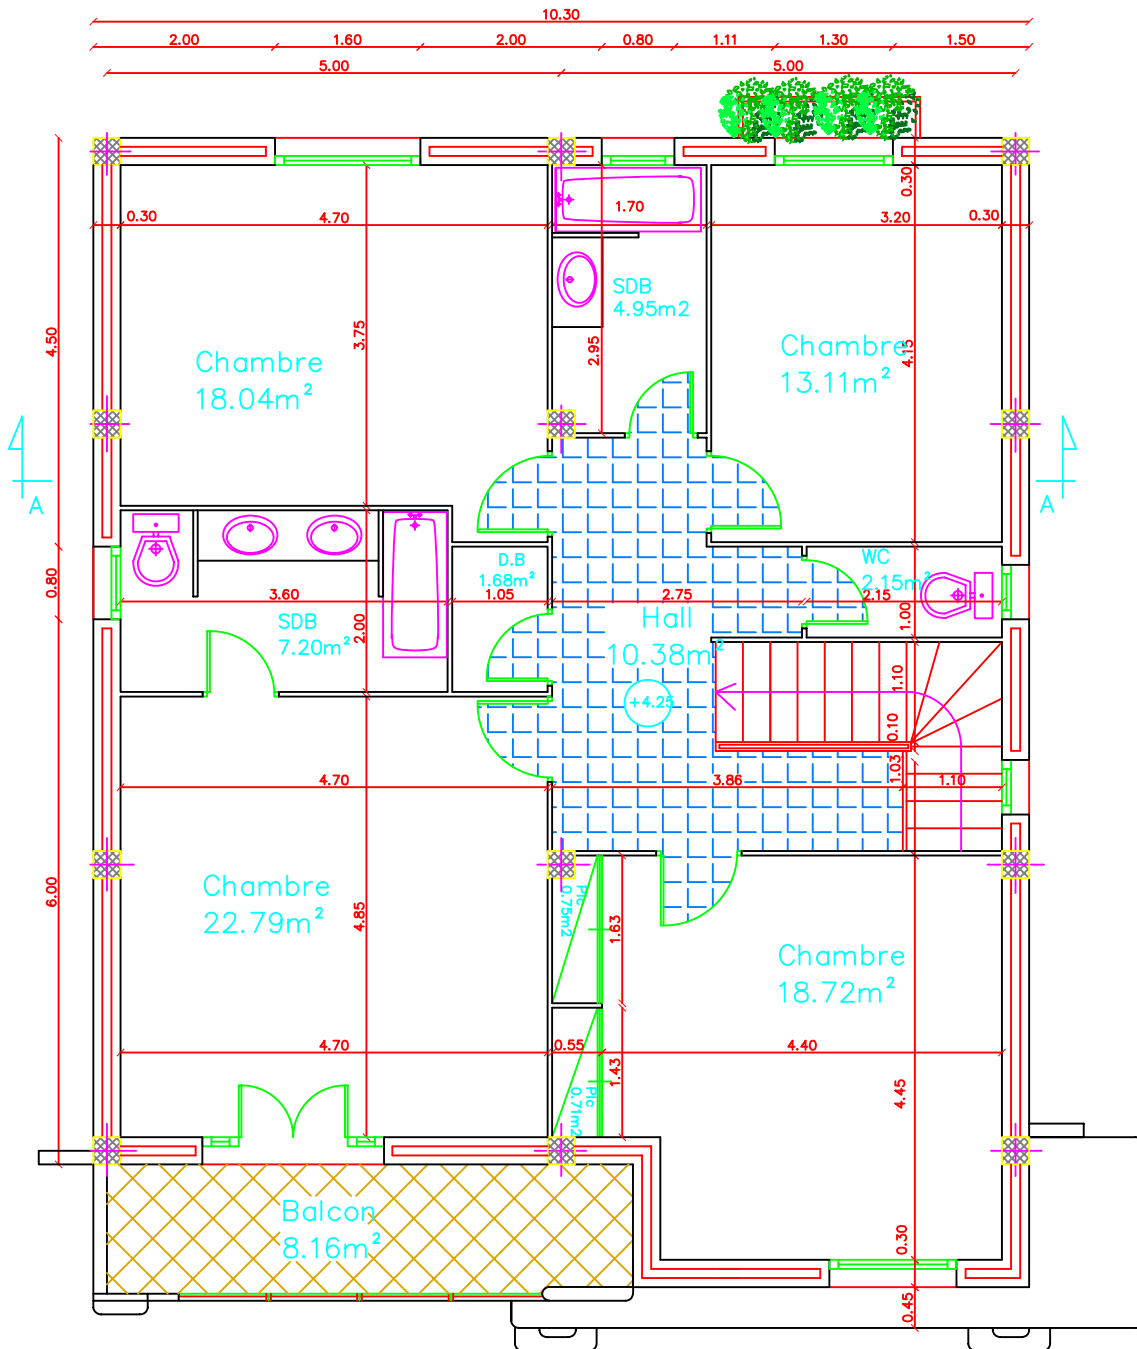 10.30
2.00
1.60
2.00
0.80
1.11
1.30
1.50
5.00
5.00
0.30
4.70
1.70
3.20
0.30
0.30
4.50
3.75
2.95
4.15
SDB
4.95m2
Chambre
18.04m²
Chambre
13.11m²
A
A
D.B
1.68m²
WC
2.15m²
0.80
3.60
1.05
2.75
2.15
2.00
1.00
SDB
7.20m²
Hall
10.38m²
+4.25
1.10
0.10
1.03
4.70
3.86
1.10
6.00
Chambre
22.79m²
4.85
Plc
0.75m2
1.63
Chambre
18.72m²
4.70
0.55
4.40
1.43
Plc
0.71m2
4.45
Balcon
8.16m²
0.30
0.45